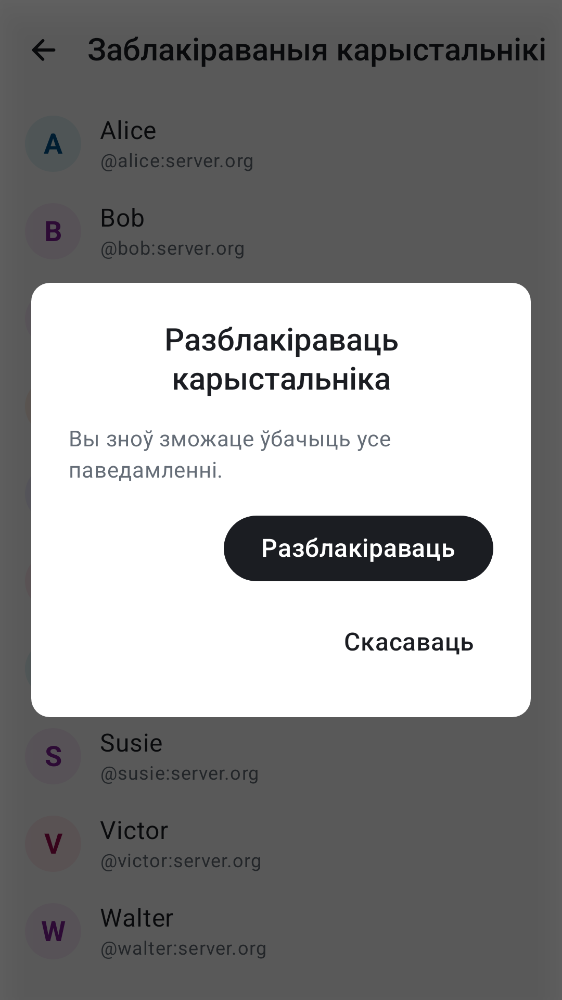 Заблакіраваныя карыстальнікі
A
Alice
@alice:server.org
B
Bob
@bob:server.org
Разблакіраваць
карыстальніка
Вы зноў зможаце ўбачыць усе
паведамленні.
Разблакіраваць
Скасаваць
S
Susie
@susie:server.org
V
Victor
@victor:server.org
W
Walter
@walter:server.org